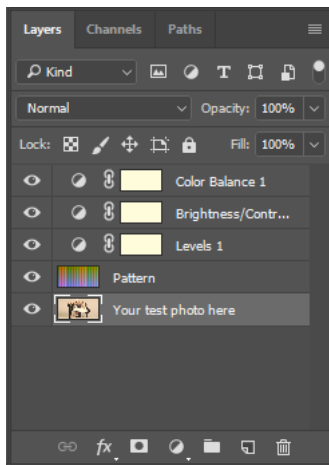 Layers Channels Paths
Kind T
Normal Opacity: 100%
Lock: Fill: 100%
Color Balance 1
Brightness/Contr...
Levels 1
Pattern
Your test photo here
fx